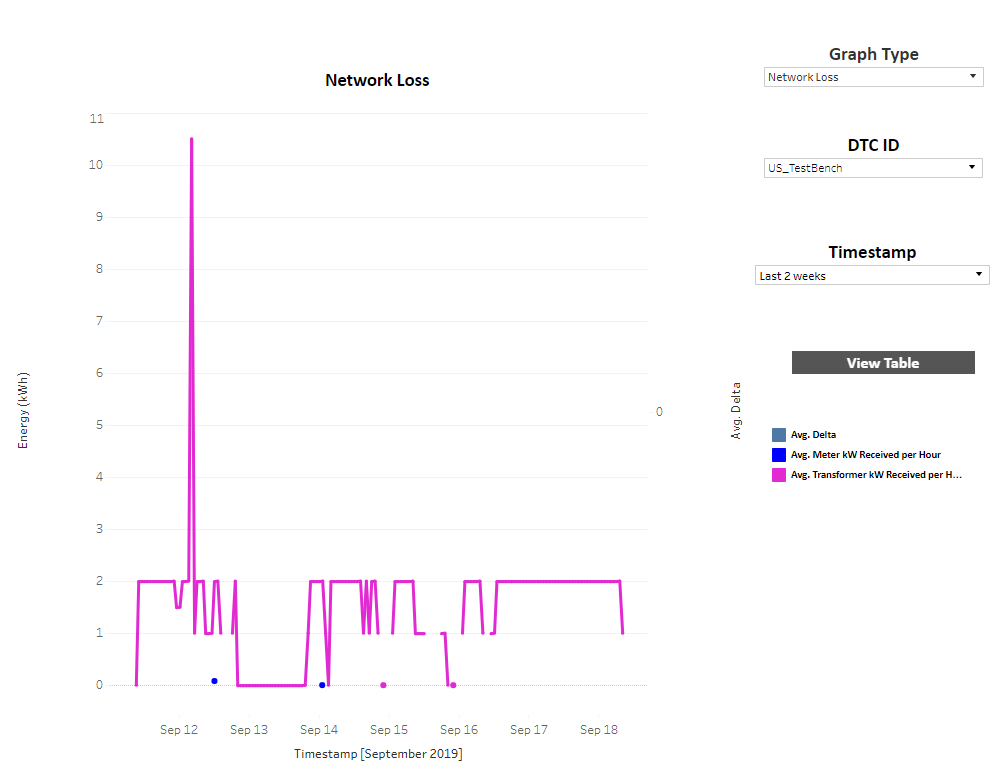 Network Loss
Energy (kWh)
11
10
9
8
7
6
5
4
3
2
1
0
Sep 12
Sep 13
Sep 14
Sep 15
Sep 16
Sep 17
Sep 18
Timestamp [September 2019]
0
Avg. Delta
Graph Type
Network Loss
DTC ID
US_TestBench
Timestamp
Last 2 weeks
View Table
Avg. Delta
Avg. Meter kW Received per Hour
Avg. Transformer kW Received per H...